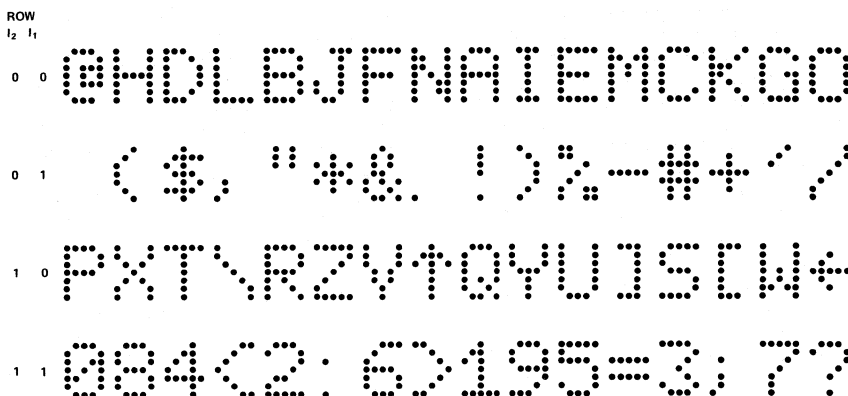 ROW
I₂ I₁
0 0 @HDLBJFNAIEMCKGO
0 1 ($, "*&. !)%-#+´/
1 0 PXT\RZV↑QYU]S[W←
1 1 084<2:6>195=3;7?